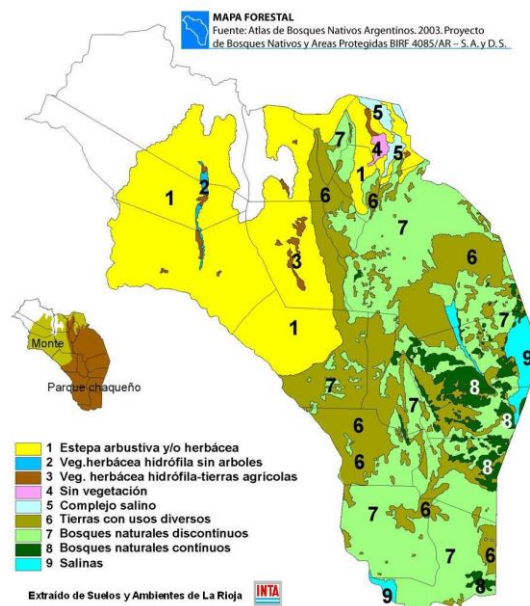 MAPA FORESTAL
Fuente: Atlas de Bosques Nativos Argentinos. 2003. Proyecto
de Bosques Nativos y Areas Protegidas BIRF 4085/AR – S. A. y D. S.
5
7
4
5
1
2
1
6
6
7
3
6
7
9
1
8
7
7
8
6
8
6
7
6
7
6
8
9
Monte
Parque chaqueño
1 Estepa arbustiva y/o herbácea
2 Veg.herbácea hidrófila sin arboles
3 Veg. herbácea hidrófila-tierras agrícolas
4 Sin vegetación
5 Complejo salino
6 Tierras con usos diversos
7 Bosques naturales discontinuos
8 Bosques naturales contínuos
9 Salinas
Extraído de Suelos y Ambientes de La Rioja
INTA